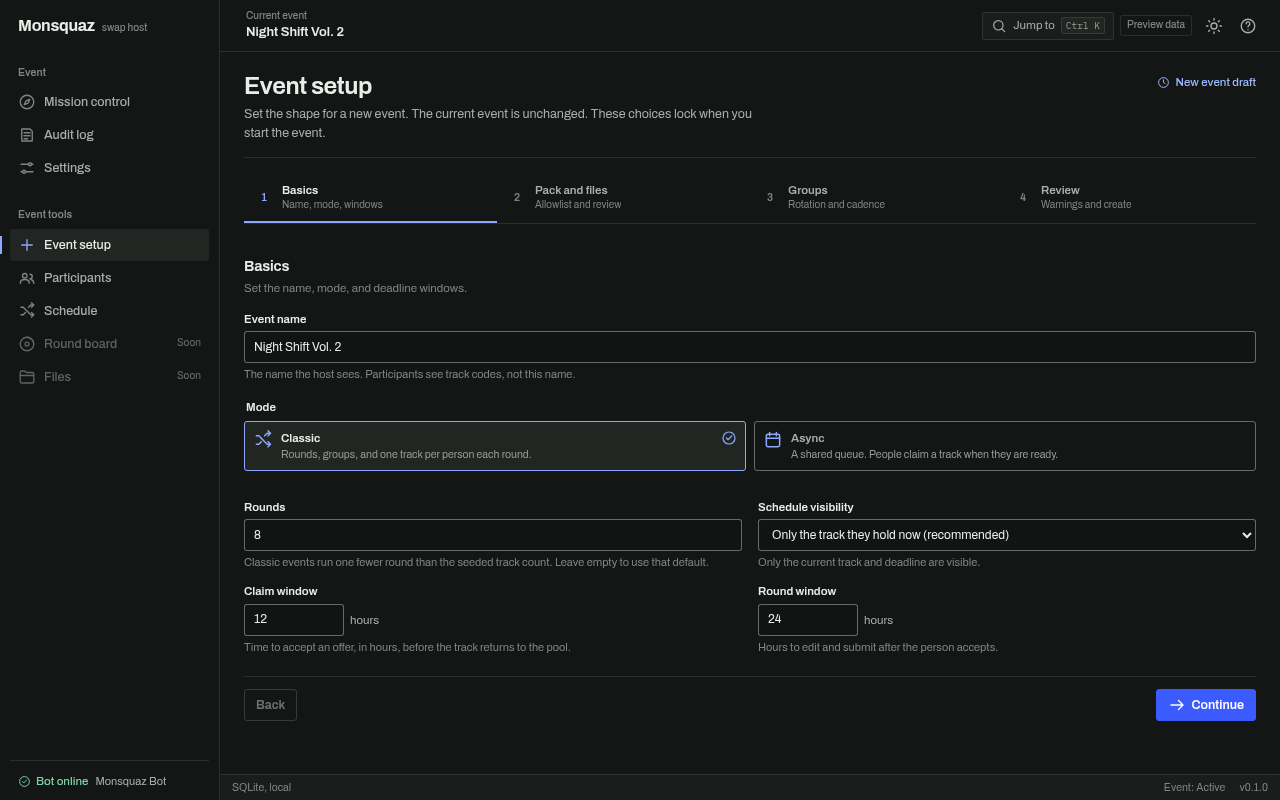 Monsquaz swap host
Event
Mission control
Audit log
Settings
Event tools
Event setup
Participants
Schedule
Round board Soon
Files Soon
Bot online Monsquaz Bot
Current event
Night Shift Vol. 2
Jump to Ctrl K
Preview data
Event setup
New event draft
Set the shape for a new event. The current event is unchanged. These choices lock when you
start the event.
1 Basics
Name, mode, windows
2 Pack and files
Allowlist and review
3 Groups
Rotation and cadence
4 Review
Warnings and create
Basics
Set the name, mode, and deadline windows.
Event name
Night Shift Vol. 2
The name the host sees. Participants see track codes, not this name.
Mode
Classic
Rounds, groups, and one track per person each round.
Async
A shared queue. People claim a track when they are ready.
Rounds
8
Classic events run one fewer round than the seeded track count. Leave empty to use that default.
Schedule visibility
Only the track they hold now (recommended)
Only the current track and deadline are visible.
Claim window
12 hours
Time to accept an offer, in hours, before the track returns to the pool.
Round window
24 hours
Hours to edit and submit after the person accepts.
Back
Continue
SQLite, local
Event: Active v0.1.0